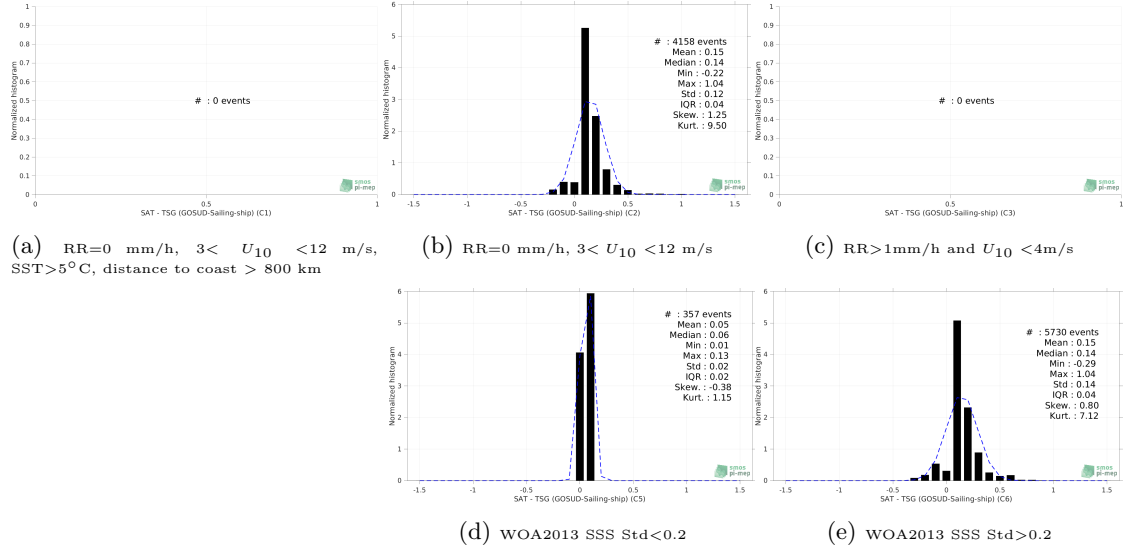 1
0.9
0.8
0.7
0.6
0.5
0.4
0.3
0.2
0.1
0
Normalized histogram
# : 0 events
0 0.5 1
SAT - TSG (GOSUD-Sailing-ship) (C1)
smos
pi-mep
(a) RR=0 mm/h, 3< U10 <12 m/s,
SST>5°C, distance to coast > 800 km
6
5
4
3
2
1
0
Normalized histogram
# : 4158 events
Mean : 0.15
Median : 0.14
Min : -0.22
Max : 1.04
Std : 0.12
IQR : 0.04
Skew. : 1.25
Kurt. : 9.50
-1.5 -1 -0.5 0 0.5 1 1.5
SAT - TSG (GOSUD-Sailing-ship) (C2)
smos
pi-mep
(b) RR=0 mm/h, 3< U10 <12 m/s
1
0.9
0.8
0.7
0.6
0.5
0.4
0.3
0.2
0.1
0
Normalized histogram
# : 0 events
0 0.5 1
SAT - TSG (GOSUD-Sailing-ship) (C3)
smos
pi-mep
(c) RR>1mm/h and U10 <4m/s
6
5
4
3
2
1
0
Normalized histogram
# : 357 events
Mean : 0.05
Median : 0.06
Min : 0.01
Max : 0.13
Std : 0.02
IQR : 0.02
Skew. : -0.38
Kurt. : 1.15
-1.5 -1 -0.5 0 0.5 1 1.5
SAT - TSG (GOSUD-Sailing-ship) (C5)
smos
pi-mep
(d) WOA2013 SSS Std<0.2
6
5
4
3
2
1
0
Normalized histogram
# : 5730 events
Mean : 0.15
Median : 0.14
Min : -0.29
Max : 1.04
Std : 0.14
IQR : 0.04
Skew. : 0.80
Kurt. : 7.12
-1.5 -1 -0.5 0 0.5 1 1.5
SAT - TSG (GOSUD-Sailing-ship) (C6)
smos
pi-mep
(e) WOA2013 SSS Std>0.2